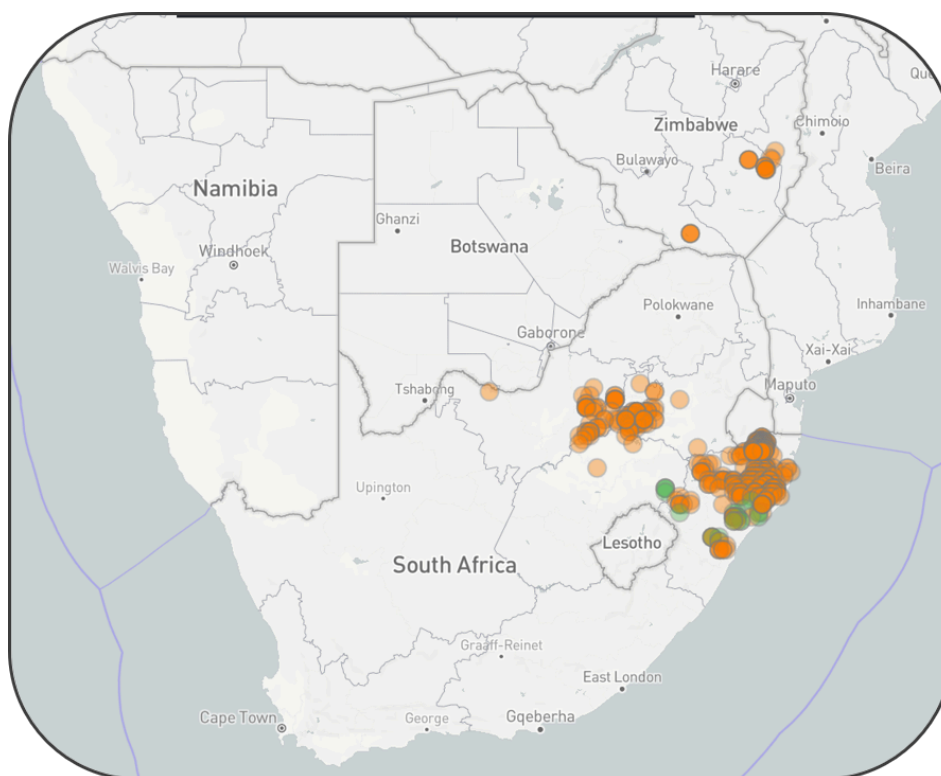 Harare
Que
Zimbabwe
Chimoio
Bulawayo
Beira
Namibia
Ghanzi
Botswana
Windhoek
Walvis Bay
Polokwane
Inhambane
Gaborone
Xai-Xai
Tshabong
Maputo
Upington
Lesotho
South Africa
Graaff-Reinet
East London
Cape Town
George
Gqeberha